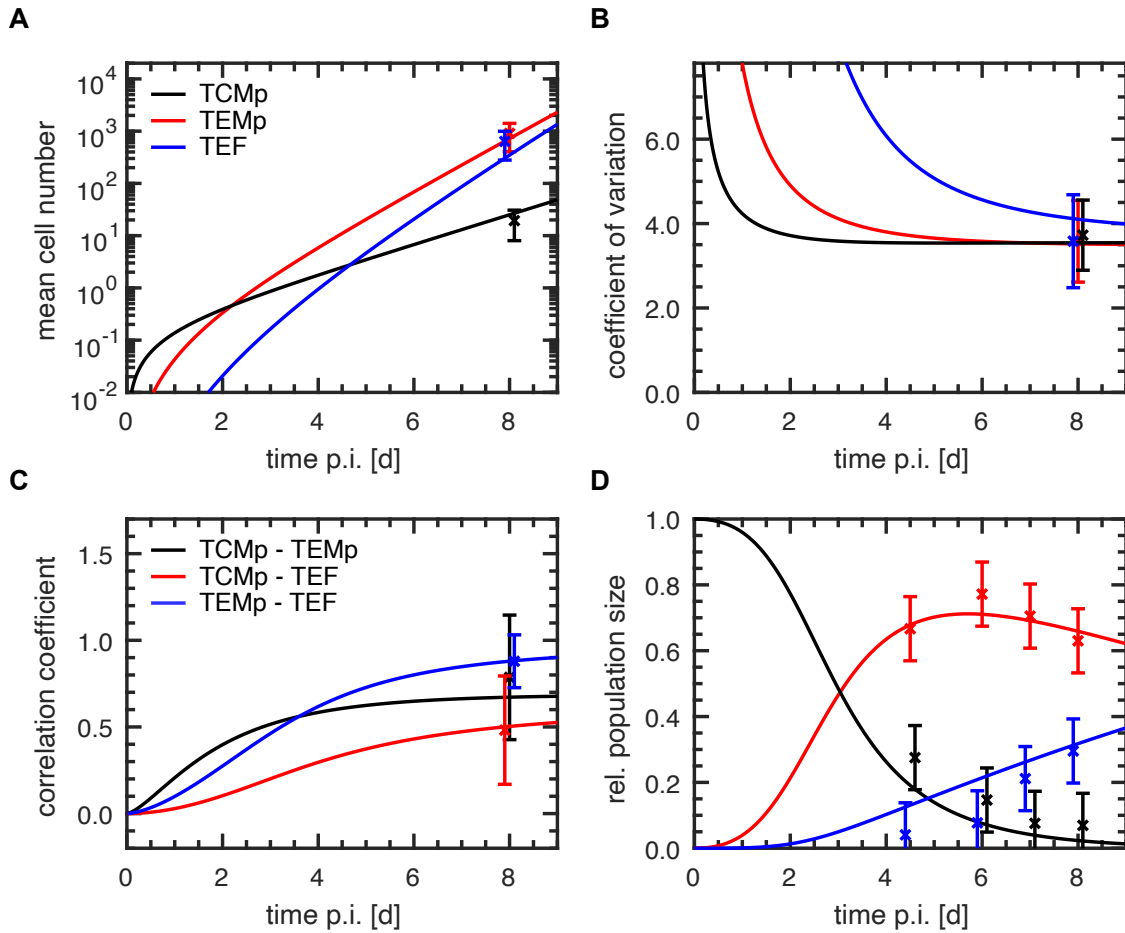 A
10^4
10^3
10^2
10^1
10^0
10^-1
10^-2
mean cell number
TCMp
TEMp
TEF
0 2 4 6 8
time p.i. [d]
B
6.0
4.0
2.0
0.0
coefficient of variation
0 2 4 6 8
time p.i. [d]
C
1.5
1.0
0.5
0.0
correlation coefficient
TCMp - TEMp
TCMp - TEF
TEMp - TEF
0 2 4 6 8
time p.i. [d]
D
1.0
0.8
0.6
0.4
0.2
0.0
rel. population size
0 2 4 6 8
time p.i. [d]